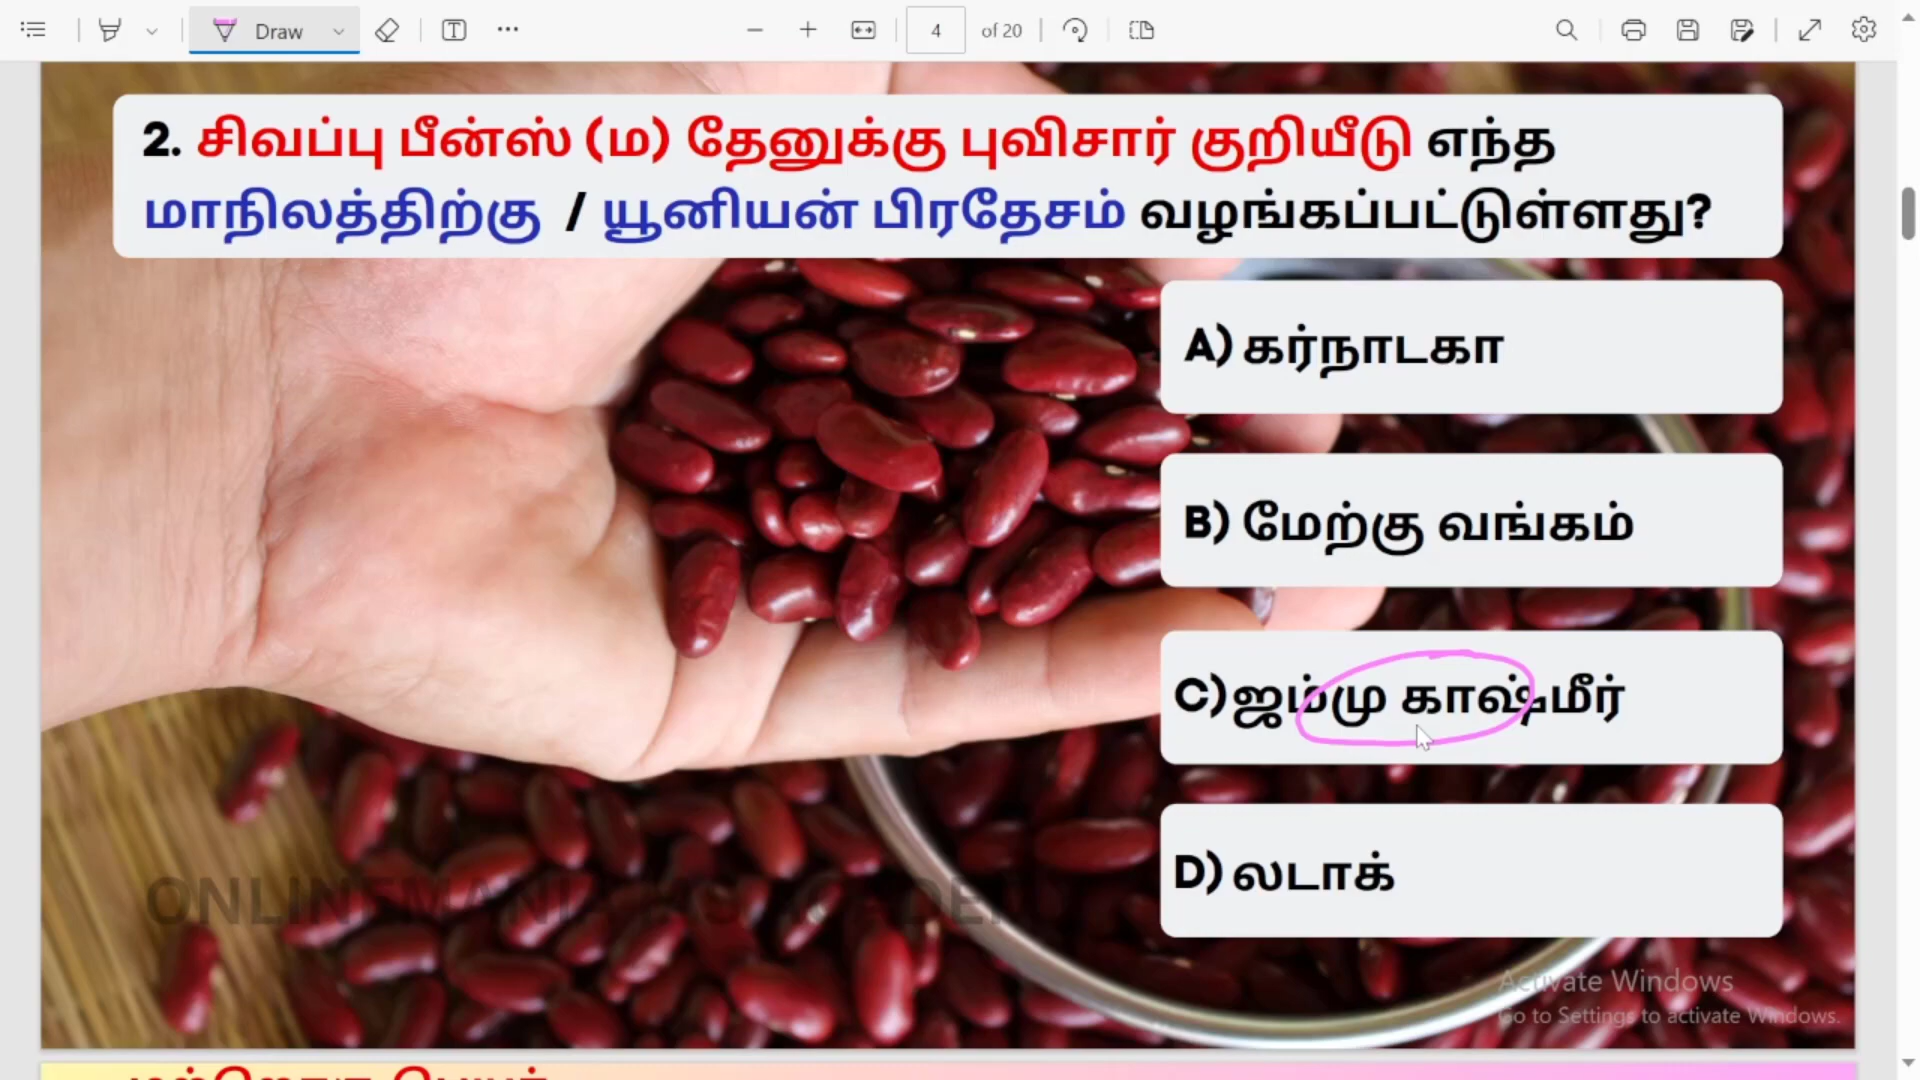 Draw
4 of 20
2. சிவப்பு பீன்ஸ் (ம) தேனுக்கு புவிசார் குறியீடு எந்த
மாநிலத்திற்கு / யூனியன் பிரதேசம் வழங்கப்பட்டுள்ளது?
A) கர்நாடகா
B) மேற்கு வங்கம்
C) ஜம்மு காஷ்மீர்
D) லடாக்
Activate Windows
Go to Settings to activate Windows.